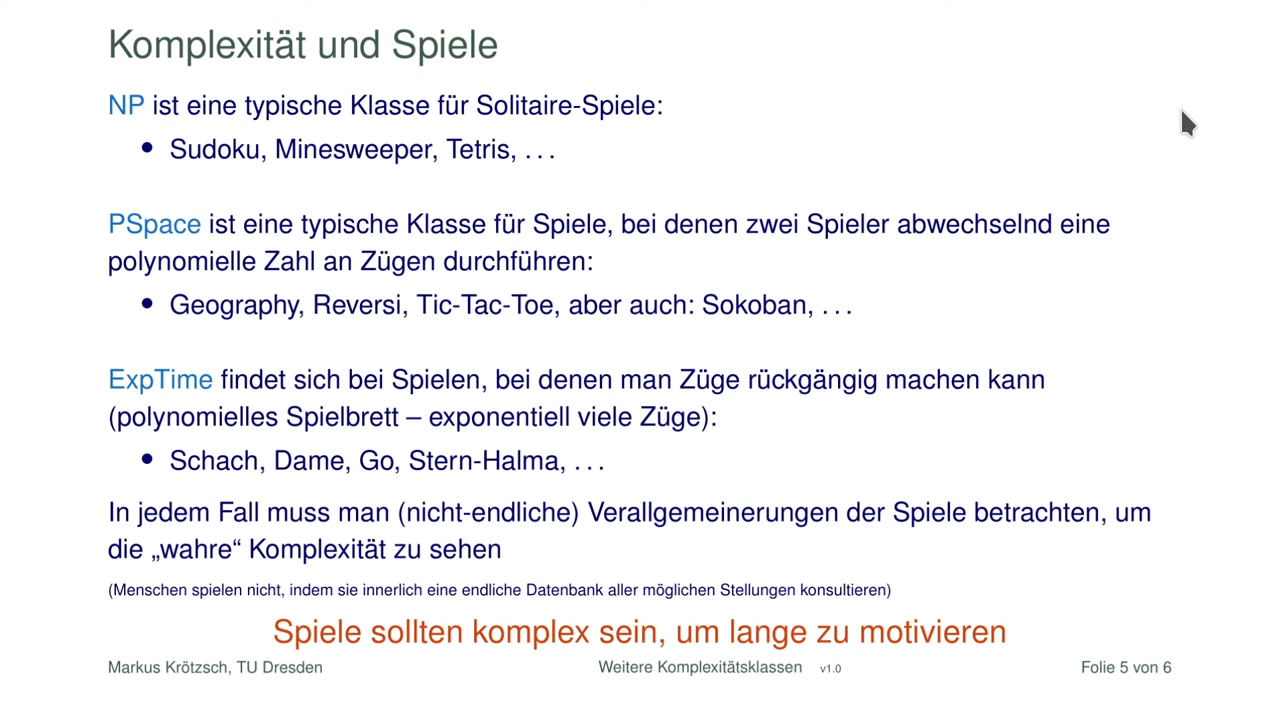 Komplexität und Spiele
NP ist eine typische Klasse für Solitaire-Spiele:
• Sudoku, Minesweeper, Tetris, . . .
PSpace ist eine typische Klasse für Spiele, bei denen zwei Spieler abwechselnd eine
polynomielle Zahl an Zügen durchführen:
• Geography, Reversi, Tic-Tac-Toe, aber auch: Sokoban, . . .
ExpTime findet sich bei Spielen, bei denen man Züge rückgängig machen kann
(polynomielles Spielbrett – exponentiell viele Züge):
• Schach, Dame, Go, Stern-Halma, . . .
In jedem Fall muss man (nicht-endliche) Verallgemeinerungen der Spiele betrachten, um
die „wahre“ Komplexität zu sehen
(Menschen spielen nicht, indem sie innerlich eine endliche Datenbank aller möglichen Stellungen konsultieren)
Spiele sollten komplex sein, um lange zu motivieren
Markus Krötzsch, TU Dresden Weitere Komplexitätsklassen v1.0 Folie 5 von 6